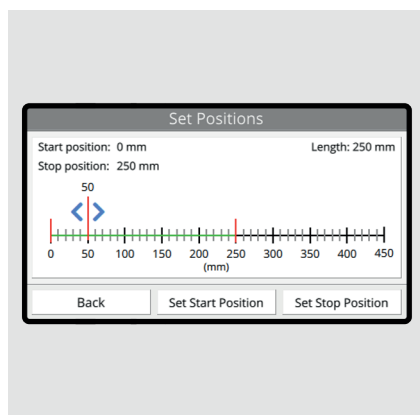 Set Positions
Start position: 0 mm Length: 250 mm
Stop position: 250 mm
50
0 50 100 150 200 250 300 350 400 450
(mm)
Back Set Start Position Set Stop Position